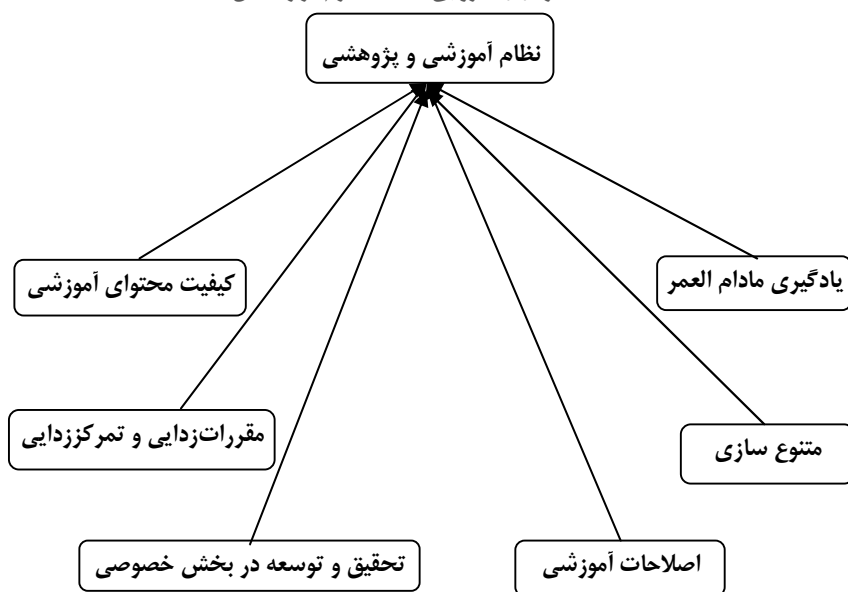 نظام آموزشی و پژوهشی
یادگیری مادام العمر
کیفیت محتوای آموزشی
متنوع سازی
مقررات‌زدایی و تمرکززدایی
اصلاحات آموزشی
تحقیق و توسعه در بخش خصوصی